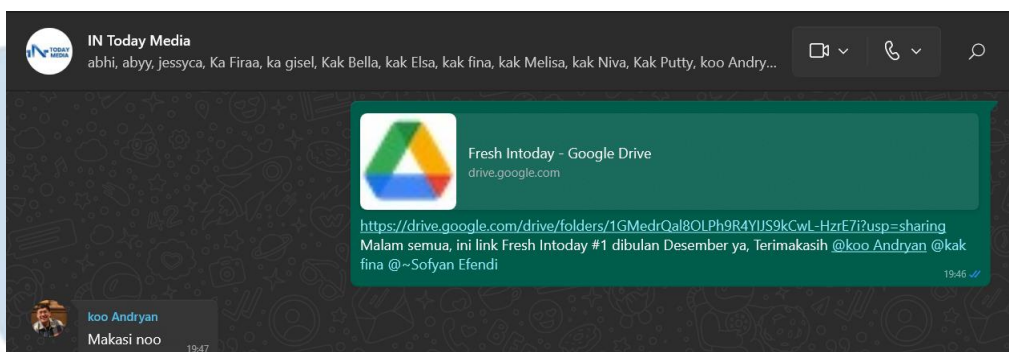 IN TODAY MEDIA
IN Today Media
abhi, abyy, jessyca, Ka Firaa, ka gisel, Kak Bella, kak Elsa, kak fina, kak Melisa, kak Niva, Kak Putty, koo Andry...
Fresh Intoday - Google Drive
drive.google.com
https://drive.google.com/drive/folders/1GMedrQal8OLPh9R4YIJS9kCwL-HzrE7i?usp=sharing
Malam semua, ini link Fresh Intoday #1 dibulan Desember ya, Terimakasih @koo Andryan @kak
fina @~Sofyan Efendi
19:46
koo Andryan
Makasi noo
19:47